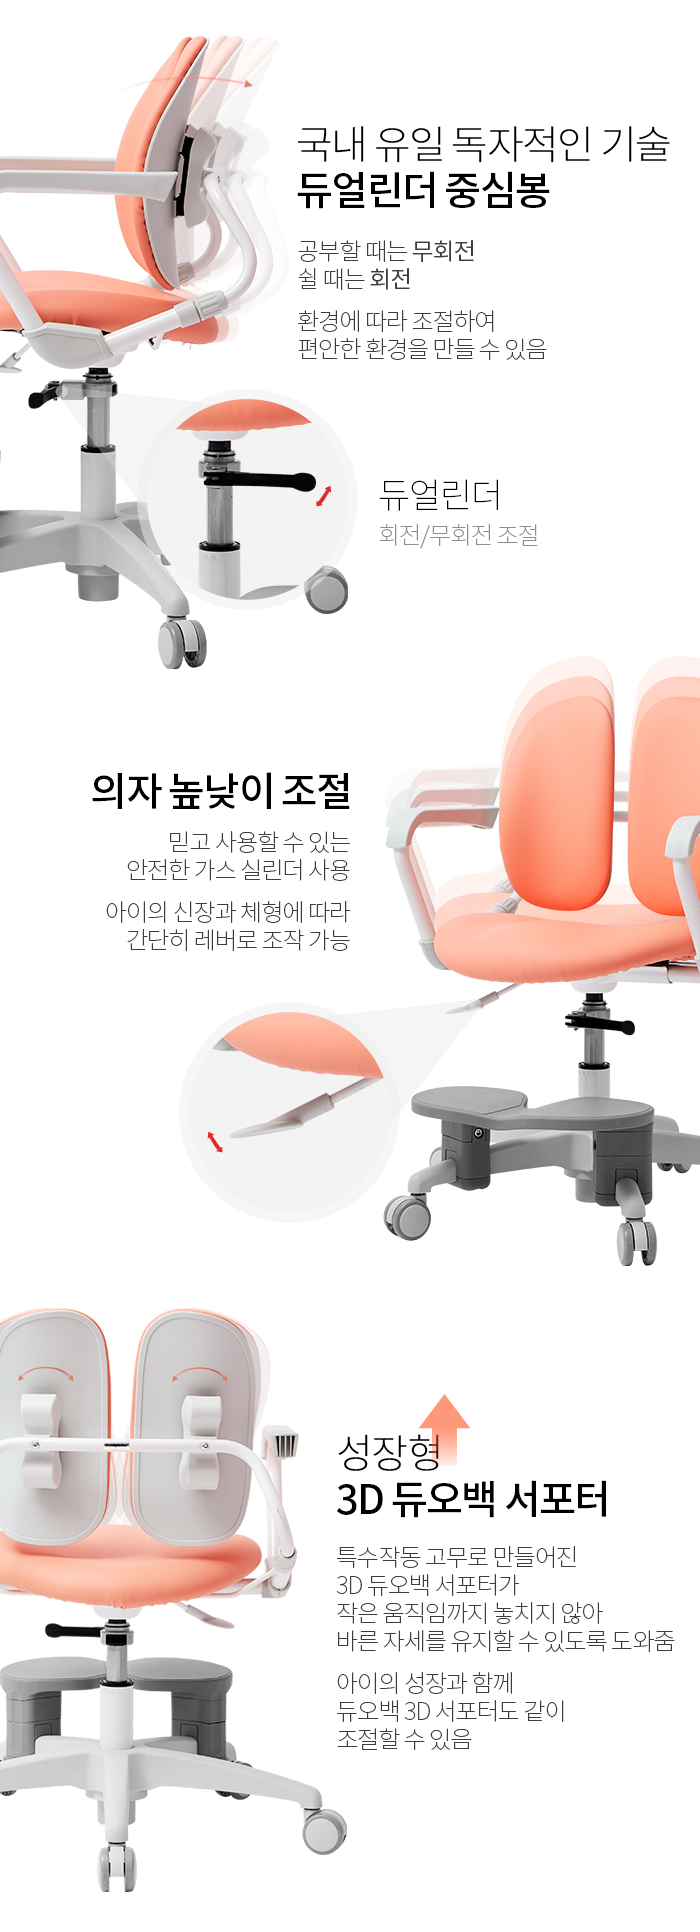 국내 유일 독자적인 기술
듀얼린더 중심봉
공부할 때는 무회전
쉴 때는 회전
환경에 따라 조절하여
편안한 환경을 만들 수 있음
듀얼린더
회전/무회전 조절
의자 높낮이 조절
믿고 사용할 수 있는
안전한 가스 실린더 사용
아이의 신장과 체형에 따라
간단히 레버로 조작 가능
성장형
3D 듀오백 서포터
특수작동 고무로 만들어진
3D 듀오백 서포터가
작은 움직임까지 놓치지 않아
바른 자세를 유지할 수 있도록 도와줌
아이의 성장과 함께
듀오백 3D 서포터도 같이
조절할 수 있음